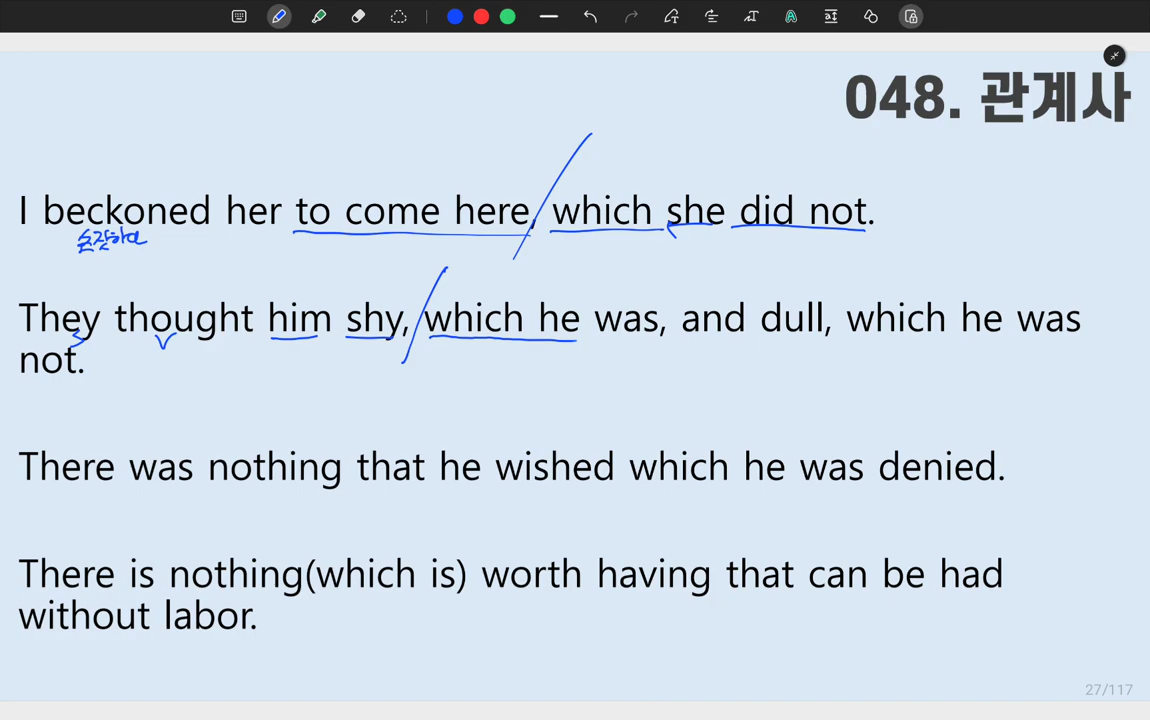 048. 관계사
I beckoned her to come here, which she did not.
손짓하다
They thought him shy, which he was, and dull, which he was
S V
not.
There was nothing that he wished which he was denied.
There is nothing(which is) worth having that can be had
without labor.
27/117